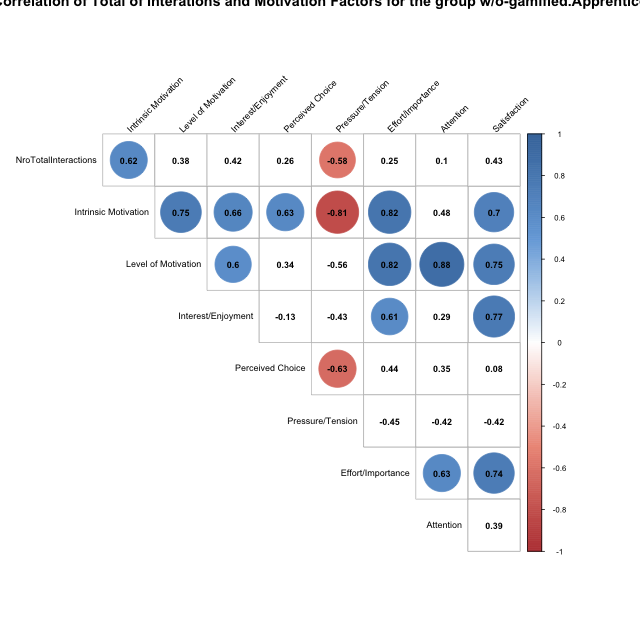 Correlation of Total of Interations and Motivation Factors for the group w/o-gamified.Apprentice
Intrinsic Motivation
Level of Motivation
Interest/Enjoyment
Perceived Choice
Pressure/Tension
Effort/Importance
Attention
Satisfaction
NroTotalInteractions 0.62 0.38 0.42 0.26 -0.58 0.25 0.1 0.43
Intrinsic Motivation 0.75 0.66 0.63 -0.81 0.82 0.48 0.7
Level of Motivation 0.6 0.34 -0.56 0.82 0.88 0.75
Interest/Enjoyment -0.13 -0.43 0.61 0.29 0.77
Perceived Choice -0.63 0.44 0.35 0.08
Pressure/Tension -0.45 -0.42 -0.42
Effort/Importance 0.63 0.74
Attention 0.39
1
0.8
0.6
0.4
0.2
0
-0.2
-0.4
-0.6
-0.8
-1